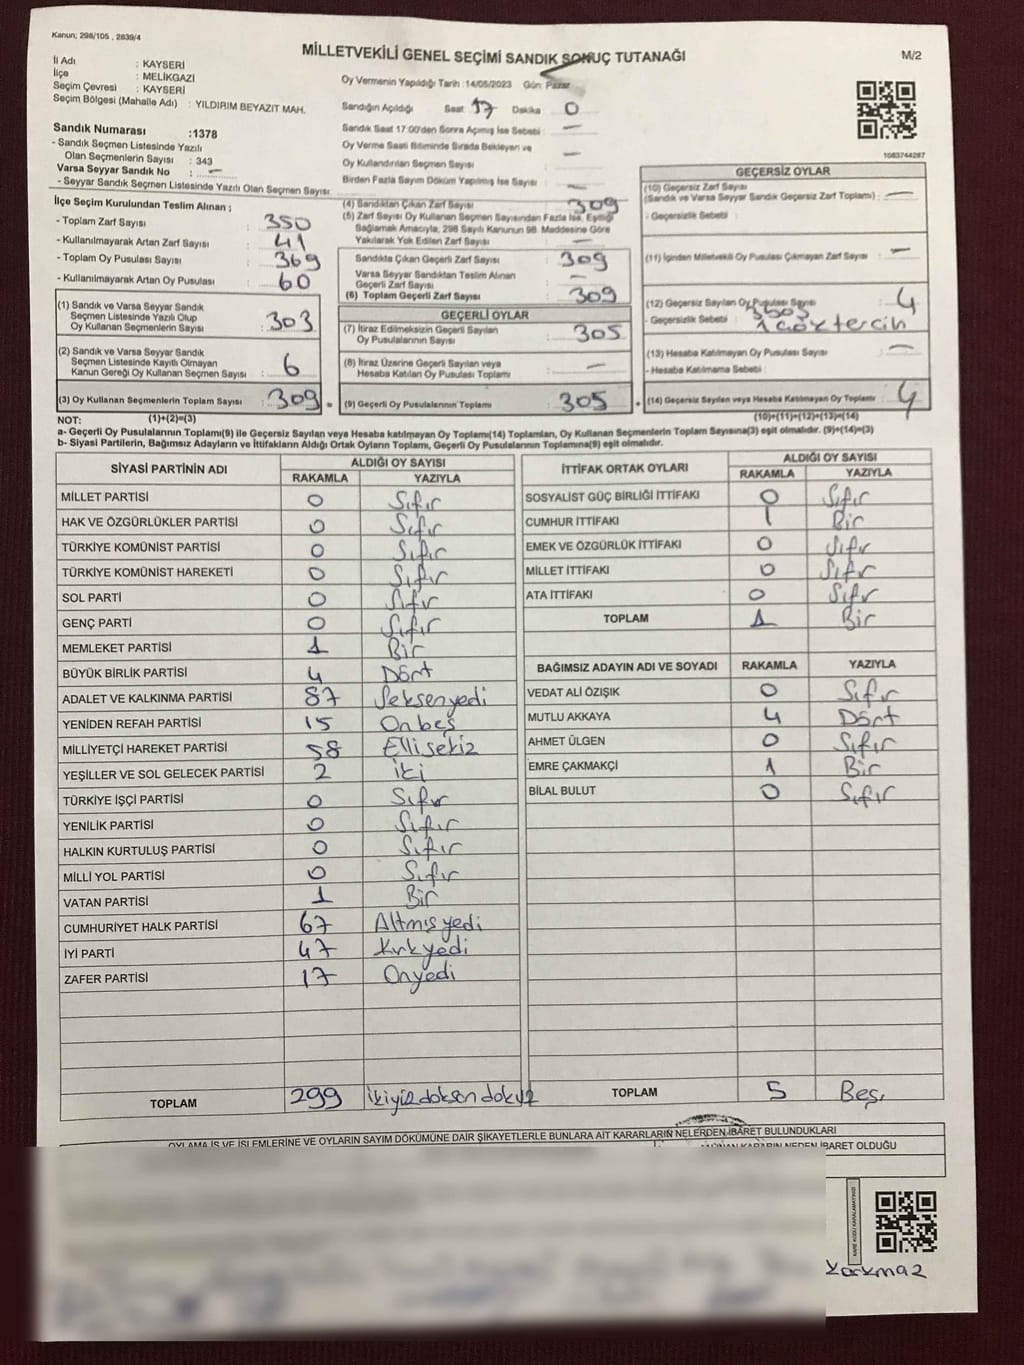 Kanun; 298/105 , 2839/4
MİLLETVEKİLİ GENEL SEÇİMİ SANDIK SONUÇ TUTANAĞI
M/2
İl Adı : KAYSERİ
İlçe : MELİKGAZİ
Seçim Çevresi : KAYSERİ
Seçim Bölgesi (Mahalle Adı) : YILDIRIM BEYAZIT MAH.
Oy Vermenin Yapıldığı Tarih :14/05/2023 Gün: Pazar
Sandığın Açıldığı Saat 17 Dakika 0
Sandık Numarası :1378
- Sandık Seçmen Listesinde Yazılı
Olan Seçmenlerin Sayısı : 343
Varsa Seyyar Sandık No : —
- Seyyar Sandık Seçmen Listesinde Yazılı Olan Seçmen Sayısı:
Sandık Saat 17:00'den Sonra Açımış İse Sebebi : —
Oy Verme Saati Bitiminde Sırada Bekleyen ve
Oy Kullandırılan Seçmen Sayısı : —
Birden Fazla Sayım Döküm Yapılmış İse Sayısı : —
1083744287
İlçe Seçim Kurulundan Teslim Alınan ;
- Toplam Zarf Sayısı : 350
- Kullanılmayarak Artan Zarf Sayısı : 41
- Toplam Oy Pusulası Sayısı : 369
- Kullanılmayarak Artan Oy Pusulası : 60
(1) Sandık ve Varsa Seyyar Sandık
Seçmen Listesinde Yazılı Olup
Oy Kullanan Seçmenlerin Sayısı : 303
(2) Sandık ve Varsa Seyyar Sandık
Seçmen Listesinde Kayıtlı Olmayan
Kanun Gereği Oy Kullanan Seçmen Sayısı : 6
(3) Oy Kullanan Seçmenlerin Toplam Sayısı : 309 =
(4) Sandıktan Çıkan Zarf Sayısı : 309
(5) Zarf Sayısı Oy Kullanan Seçmen Sayısından Fazla İse, Eşitliği
Sağlamak Amacıyla, 298 Sayılı Kanunun 98. Maddesine Göre
Yakılarak Yok Edilen Zarf Sayısı : —
Sandıkta Çıkan Geçerli Zarf Sayısı : 309
Varsa Seyyar Sandıktan Teslim Alınan
Geçerli Zarf Sayısı : —
(6) Toplam Geçerli Zarf Sayısı : 309
GEÇERLİ OYLAR
(7) İtiraz Edilmeksizin Geçerli Sayılan
Oy Pusulası Sayısı : 305
(8) İtiraz Üzerine Geçerli Sayılan veya
Hesaba Katılan Oy Pusulası Toplamı : —
(9) Geçerli Oy Pusulalarının Toplamı : 305 +
GEÇERSİZ OYLAR
(10) Geçersiz Zarf Sayısı
(Sandık ve Varsa Seyyar Sandık Geçersiz Zarf Toplamı) : —
- Geçersizlik Sebebi :
(11) İçinden Milletvekili Oy Pusulası Çıkmayan Zarf Sayısı : —
(12) Geçersiz Sayılan Oy Pusulası Sayısı : 4
- Geçersizlik Sebebi :
(13) Hesaba Katılmayan Oy Pusulası Sayısı : —
- Hesaba Katılmama Sebebi :
(14) Geçersiz Sayılan veya Hesaba Katılmayan Oy Toplamı : 4
NOT: (1)+(2)=(3) (10)+(11)+(12)+(13)=(14)
a- Geçerli Oy Pusulalarının Toplamı(9) ile Geçersiz Sayılan veya Hesaba katılmayan Oy Toplamı(14) Toplamları, Oy Kullanan Seçmenlerin Toplam Sayısına(3) eşit olmalıdır. (9)+(14)=(3)
b- Siyasi Partilerin, Bağımsız Adayların ve İttifakların Aldığı Ortak Oyların Toplamı, Geçerli Oy Pusulalarının Toplamına(9) eşit olmalıdır.
SİYASİ PARTİNİN ADI ALDIĞI OY SAYISI
RAKAMLA YAZIYLA
MİLLET PARTİSİ 0 Sıfır
HAK VE ÖZGÜRLÜKLER PARTİSİ 0 Sıfır
TÜRKİYE KOMÜNİST PARTİSİ 0 Sıfır
TÜRKİYE KOMÜNİST HAREKETİ 0 Sıfır
SOL PARTİ 0 Sıfır
GENÇ PARTİ 0 Sıfır
MEMLEKET PARTİSİ 1 Bir
BÜYÜK BİRLİK PARTİSİ 4 Dört
ADALET VE KALKINMA PARTİSİ 87 Seksenyedi
YENİDEN REFAH PARTİSİ 15 Onbeş
MİLLİYETÇİ HAREKET PARTİSİ 58 Ellisekiz
YEŞİLLER VE SOL GELECEK PARTİSİ 2 iki
TÜRKİYE İŞÇİ PARTİSİ 0 Sıfır
YENİLİK PARTİSİ 0 Sıfır
HALKIN KURTULUŞ PARTİSİ 0 Sıfır
MİLLİ YOL PARTİSİ 0 Sıfır
VATAN PARTİSİ 1 Bir
CUMHURİYET HALK PARTİSİ 67 Altmış yedi
İYİ PARTİ 47 Kırkyedi
ZAFER PARTİSİ 17 Onyedi
TOPLAM 299 ikiyüzdoksandokuz
İTTİFAK ORTAK OYLARI ALDIĞI OY SAYISI
RAKAMLA YAZIYLA
SOSYALİST GÜÇ BİRLİĞİ İTTİFAKI 0 Sıfır
CUMHUR İTTİFAKI 1 Bir
EMEK VE ÖZGÜRLÜK İTTİFAKI 0 Sıfır
MİLLET İTTİFAKI 0 Sıfır
ATA İTTİFAKI 0 Sıfır
TOPLAM 1 Bir
BAĞIMSIZ ADAYIN ADI VE SOYADI RAKAMLA YAZIYLA
VEDAT ALİ ÖZIŞIK 0 Sıfır
MUTLU AKKAYA 4 Dört
AHMET ÜLGEN 0 Sıfır
EMRE ÇAKMAKÇI 1 Bir
BİLAL BULUT 0 Sıfır
TOPLAM 5 Beş
OYLAMA İŞ VE İŞLEMLERİNE VE OYLARIN SAYIM DÖKÜMÜNE DAİR ŞİKAYETLERLE BUNLARA AİT KARARLARIN NELERDEN İBARET BULUNDUKLARI
ALINAN KARARIN NEDEN İBARET OLDUĞU
KARE KODU KARALAMAYINIZ!
Korkmaz